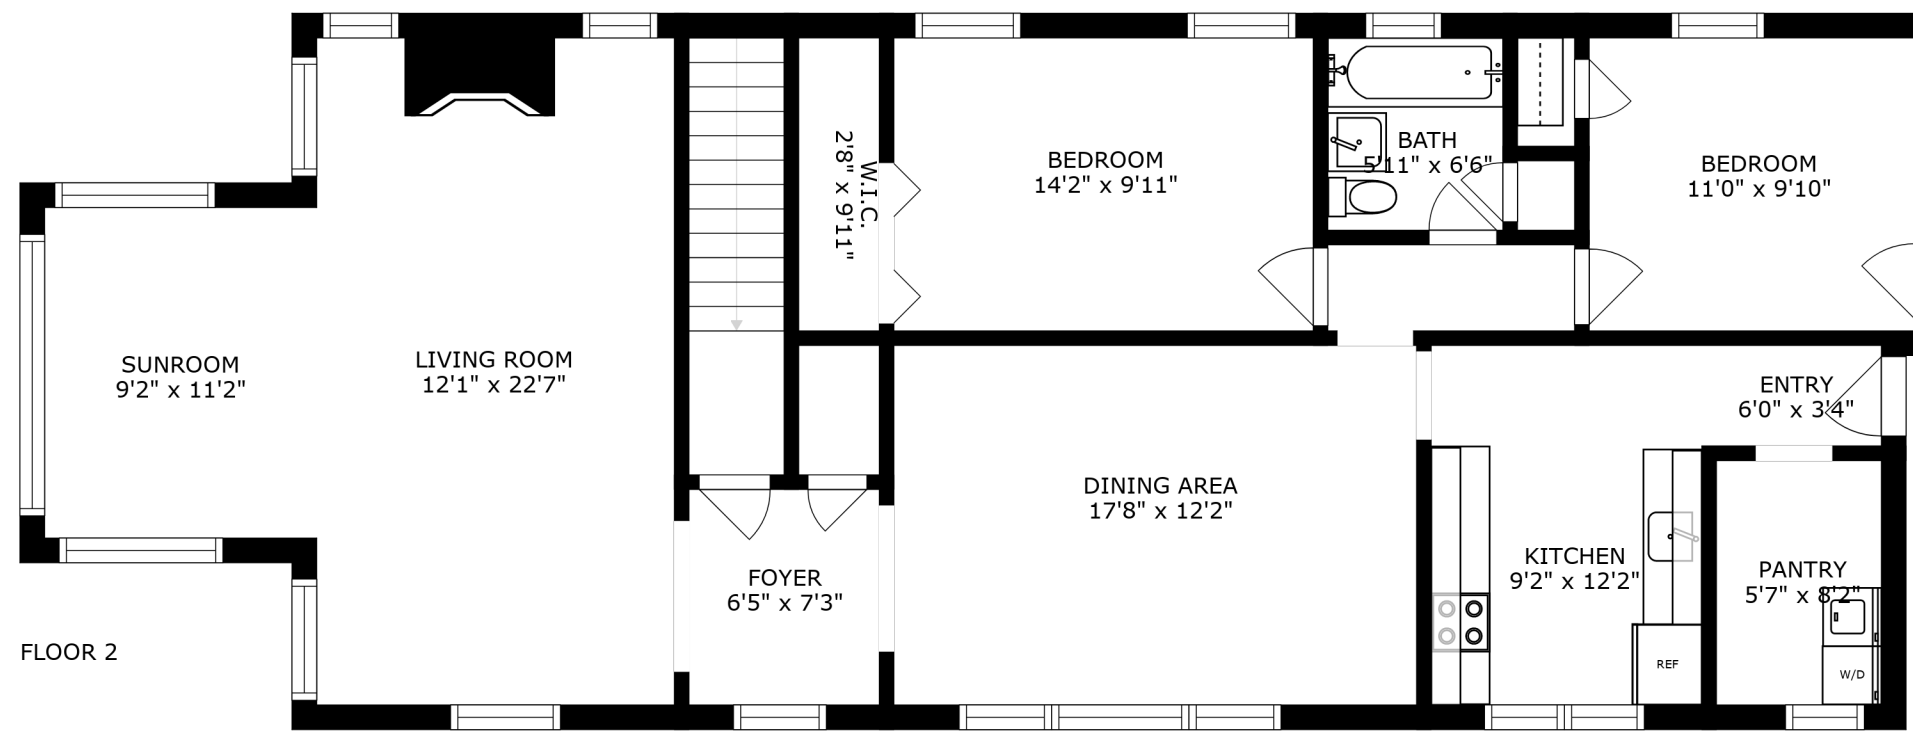 W.I.C.
2'8" x 9'11"
BEDROOM
14'2" x 9'11"
BATH
5'11" x 6'6"
BEDROOM
11'0" x 9'10"
SUNROOM
9'2" x 11'2"
LIVING ROOM
12'1" x 22'7"
ENTRY
6'0" x 3'4"
DINING AREA
17'8" x 12'2"
FOYER
6'5" x 7'3"
KITCHEN
9'2" x 12'2"
PANTRY
5'7" x 8'2"
FLOOR 2
REF
W/D